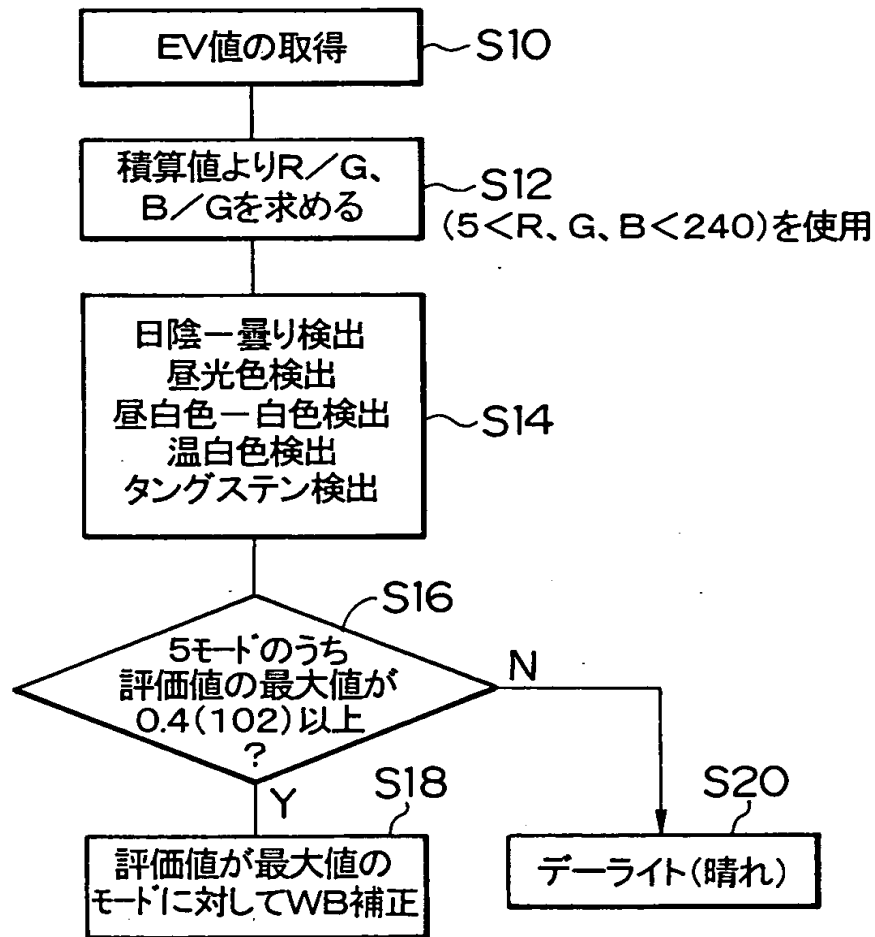 EV値の取得
S10
積算値よりR/G、
B/Gを求める
S12
(5<R、G、B<240)を使用
日陰－曇り検出
昼光色検出
昼白色－白色検出
温白色検出
タングステン検出
S14
S16
5ﾓｰﾄﾞのうち
評価値の最大値が
0.4(102)以上
?
N
Y
S18
評価値が最大値の
ﾓｰﾄﾞに対してWB補正
S20
デーライト(晴れ)